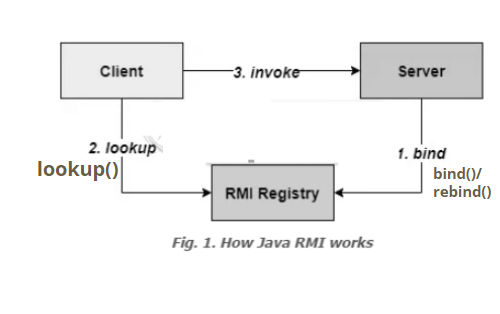 Client
3. invoke
Server
2. lookup
lookup()
1. bind
bind()/
rebind()
RMI Registry
Fig. 1. How Java RMI works